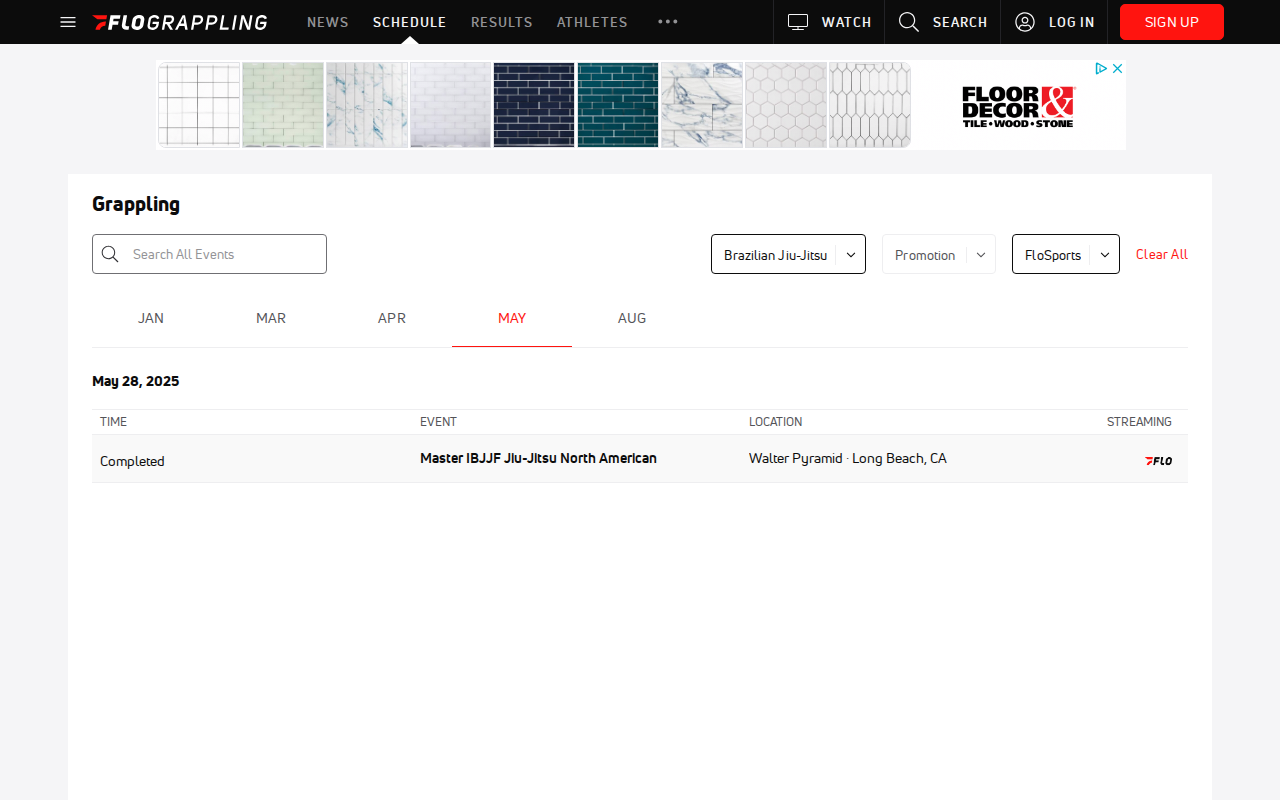 FLOGRAPPLING NEWS SCHEDULE RESULTS ATHLETES WATCH SEARCH LOG IN SIGN UP
FLOOR & DECOR
TILE • WOOD • STONE
Grappling
Search All Events Brazilian Jiu-Jitsu Promotion FloSports Clear All
JAN MAR APR MAY AUG
May 28, 2025
TIME EVENT LOCATION STREAMING
Completed Master IBJJF Jiu-Jitsu North American Walter Pyramid · Long Beach, CA FLO